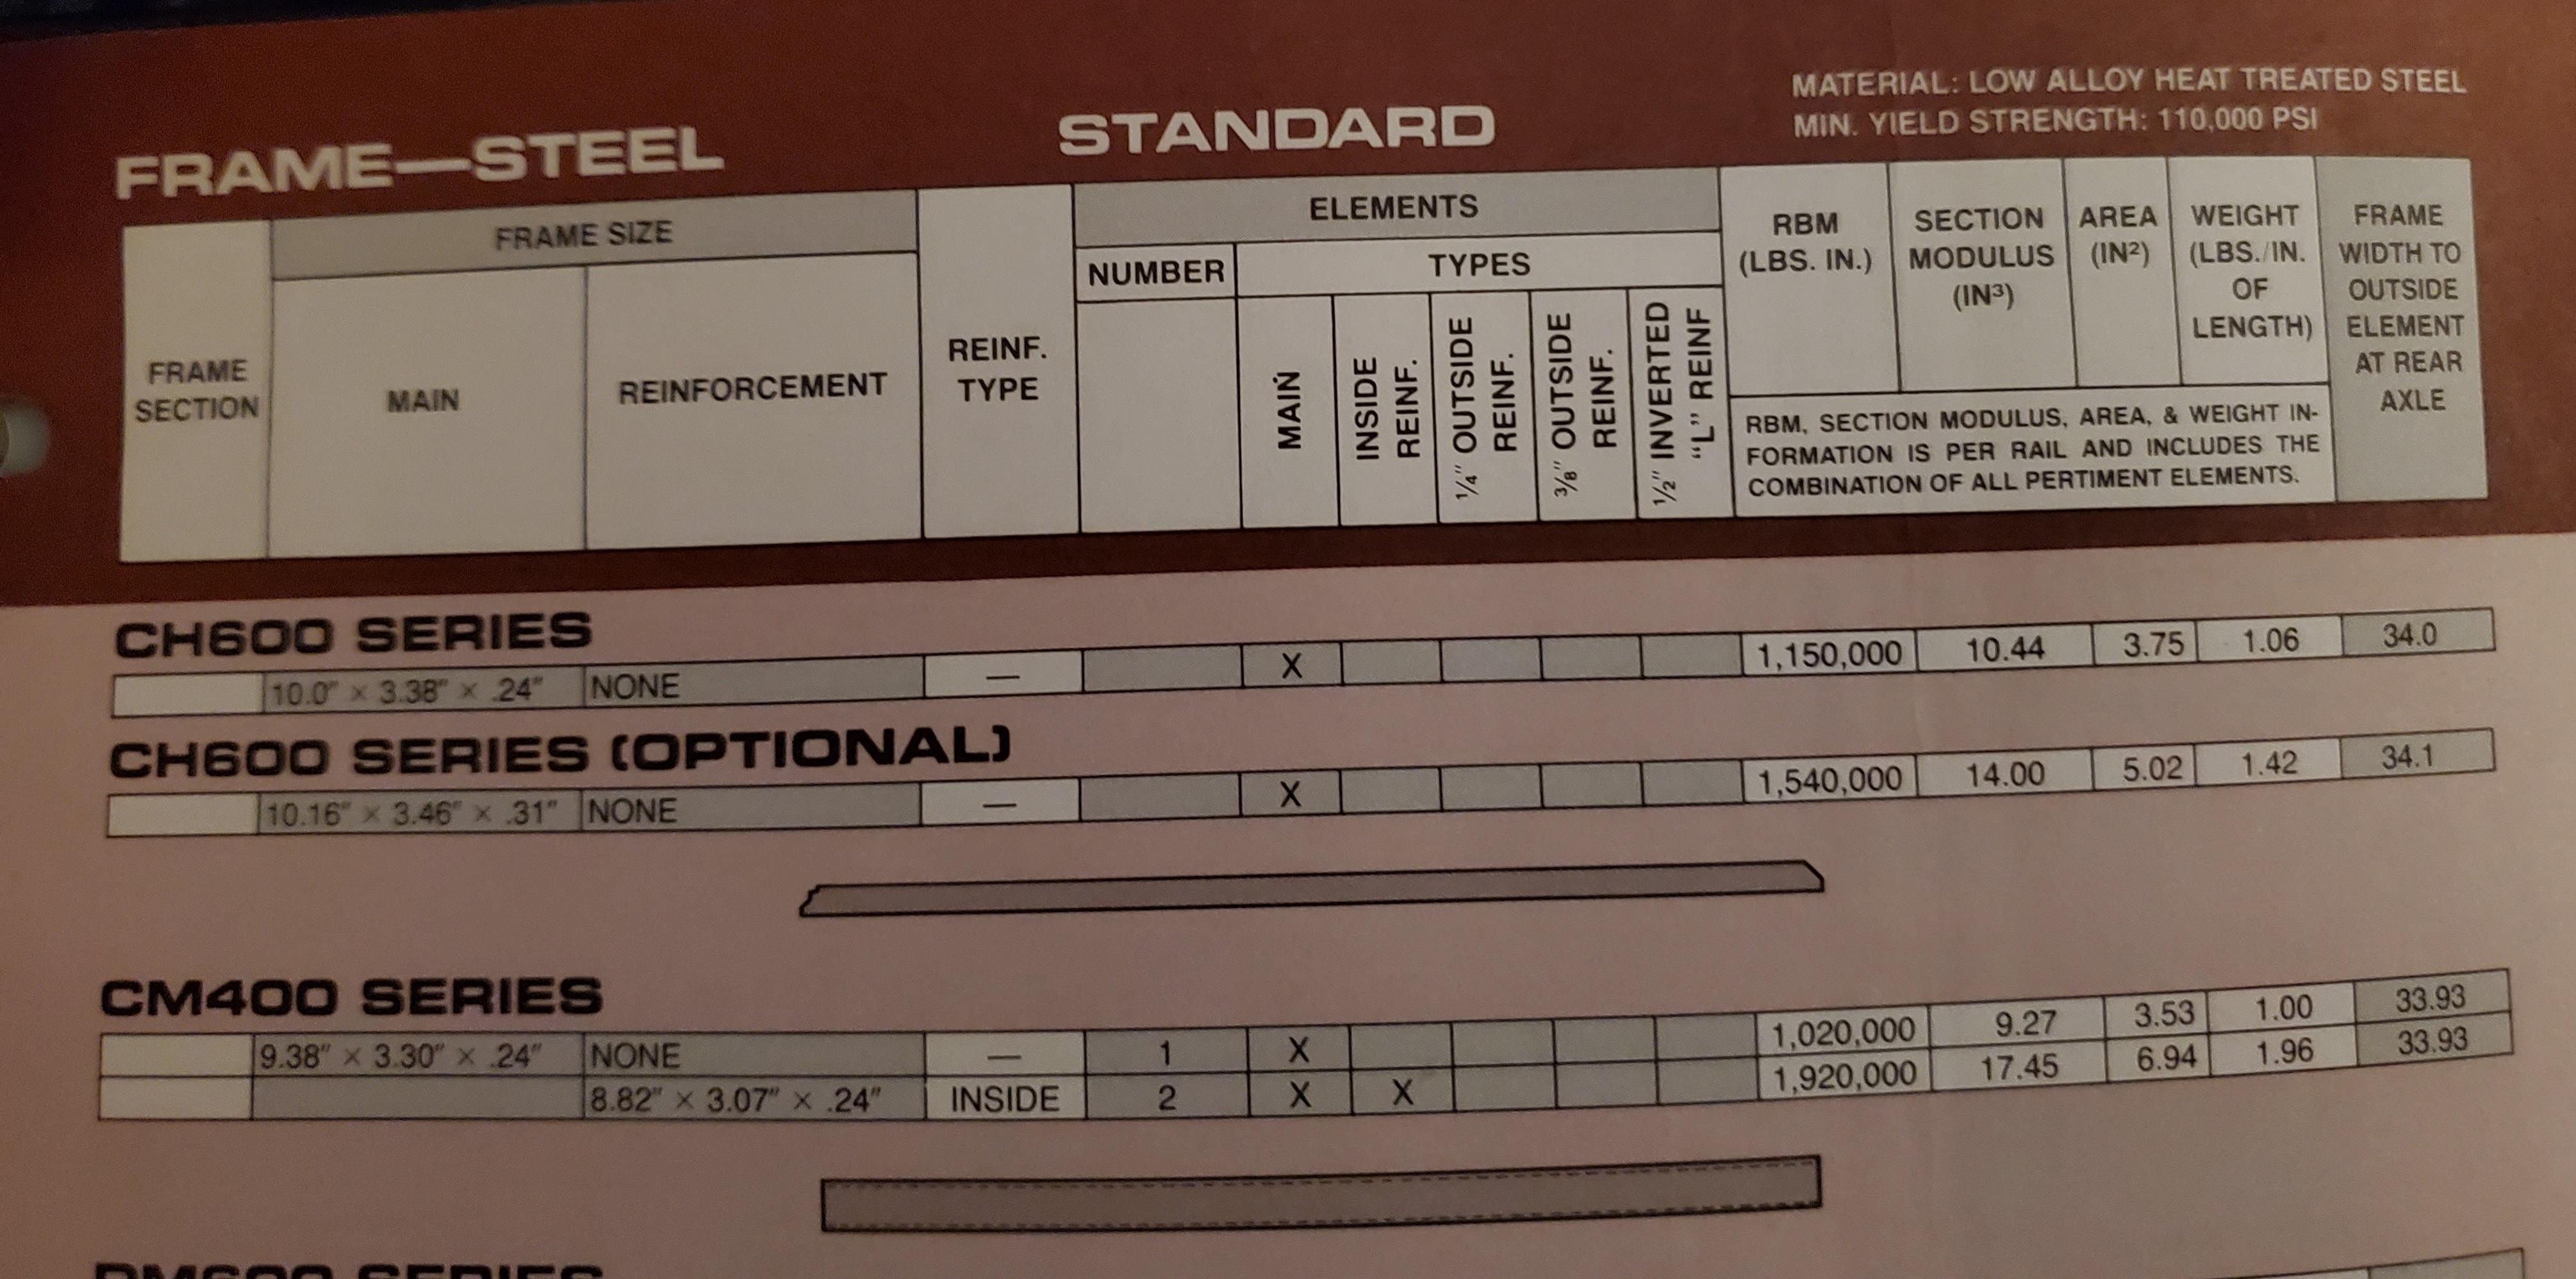 MATERIAL: LOW ALLOY HEAT TREATED STEEL
MIN. YIELD STRENGTH: 110,000 PSI
FRAME—STEEL STANDARD
FRAME SECTION
FRAME SIZE
MAIN
REINFORCEMENT
REINF. TYPE
ELEMENTS
NUMBER
TYPES
MAIN
INSIDE REINF.
1/4" OUTSIDE REINF.
3/8" OUTSIDE REINF.
1/2" INVERTED "L" REINF
RBM (LBS. IN.)
SECTION MODULUS (IN³)
AREA (IN²)
WEIGHT (LBS./IN. OF LENGTH)
FRAME WIDTH TO OUTSIDE ELEMENT AT REAR AXLE
RBM, SECTION MODULUS, AREA, & WEIGHT IN-
FORMATION IS PER RAIL AND INCLUDES THE
COMBINATION OF ALL PERTIMENT ELEMENTS.
CH600 SERIES
10.0" × 3.38" × .24" NONE — X 1,150,000 10.44 3.75 1.06 34.0
CH600 SERIES (OPTIONAL)
10.16" × 3.46" × .31" NONE — X 1,540,000 14.00 5.02 1.42 34.1
CM400 SERIES
9.38" × 3.30" × .24" NONE — 1 X 1,020,000 9.27 3.53 1.00 33.93
8.82" × 3.07" × .24" INSIDE 2 X X 1,920,000 17.45 6.94 1.96 33.93
SERIES